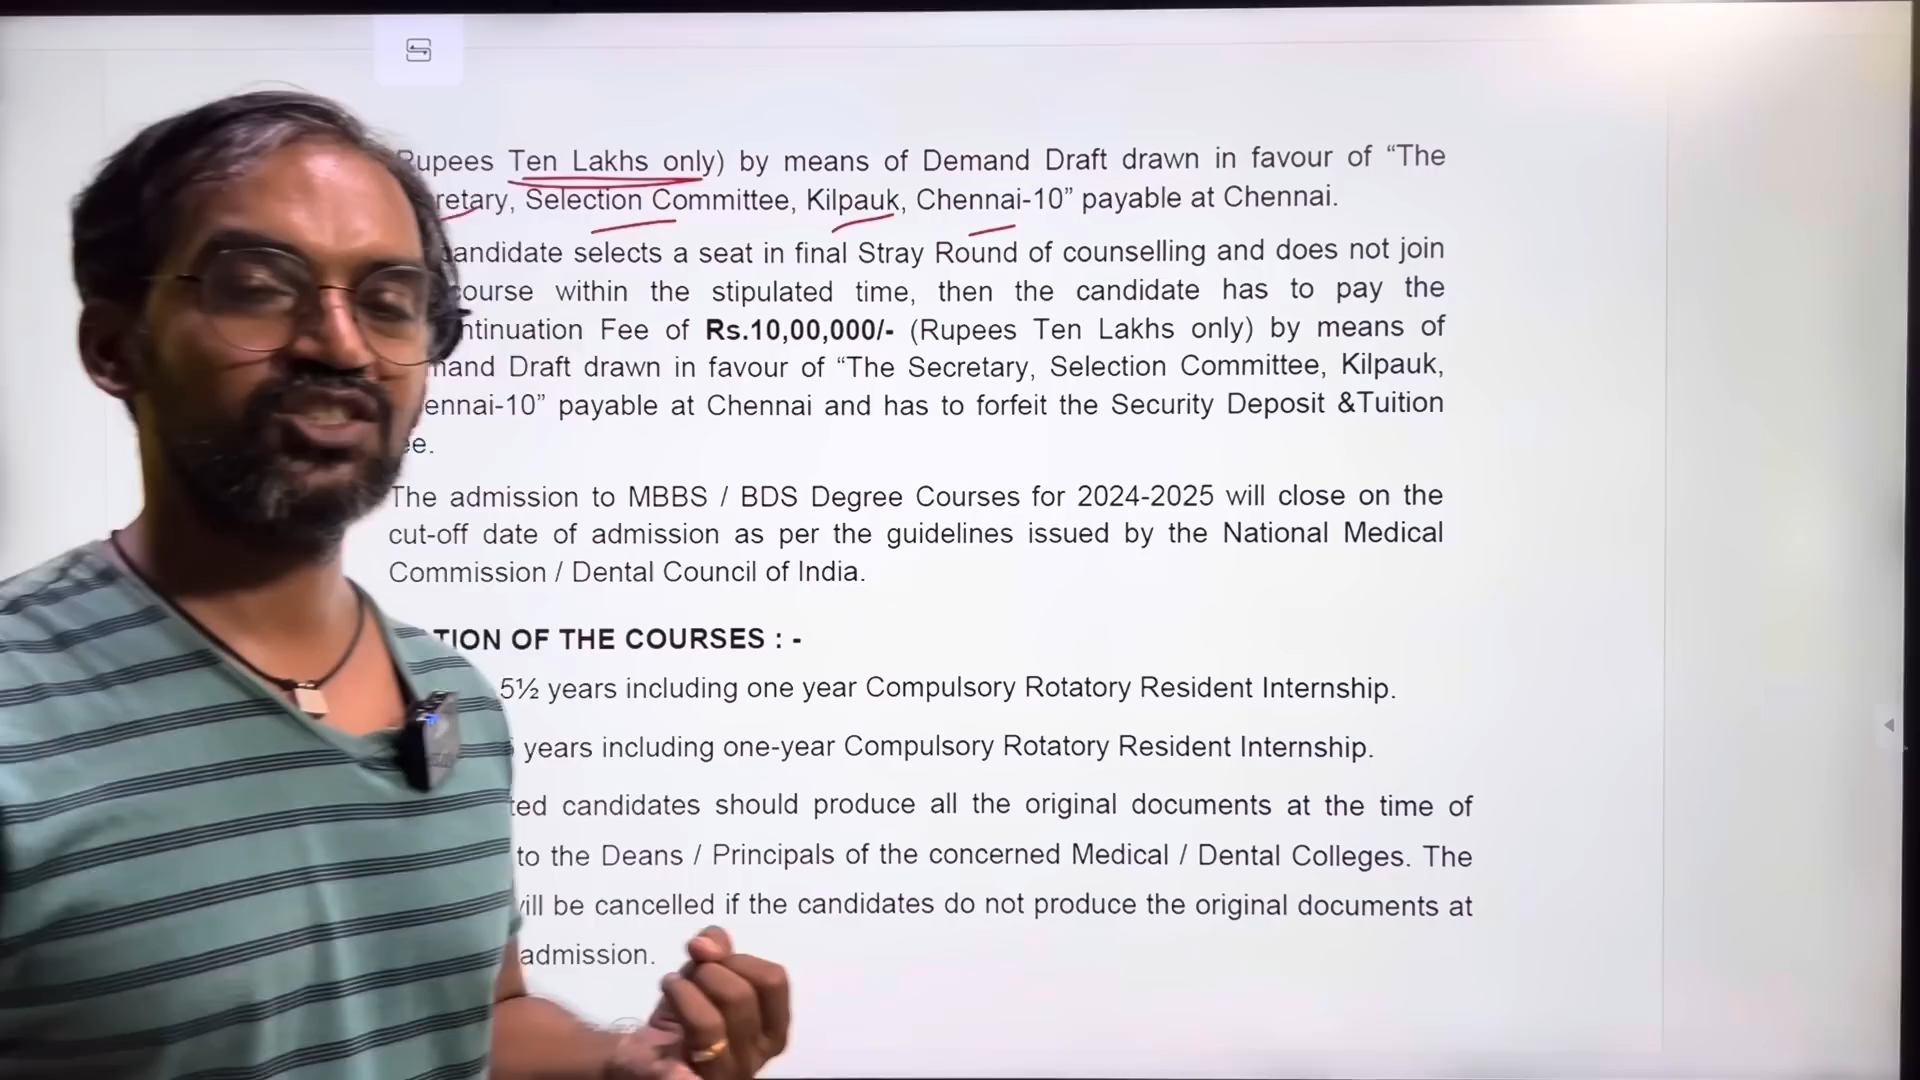 Rupees Ten Lakhs only) by means of Demand Draft drawn in favour of “The
retary, Selection Committee, Kilpauk, Chennai-10” payable at Chennai.
candidate selects a seat in final Stray Round of counselling and does not join
course within the stipulated time, then the candidate has to pay the
ntinuation Fee of Rs.10,00,000/- (Rupees Ten Lakhs only) by means of
mand Draft drawn in favour of “The Secretary, Selection Committee, Kilpauk,
ennai-10” payable at Chennai and has to forfeit the Security Deposit &Tuition
ee.
The admission to MBBS / BDS Degree Courses for 2024-2025 will close on the
cut-off date of admission as per the guidelines issued by the National Medical
Commission / Dental Council of India.
TION OF THE COURSES : -
5½ years including one year Compulsory Rotatory Resident Internship.
years including one-year Compulsory Rotatory Resident Internship.
ted candidates should produce all the original documents at the time of
to the Deans / Principals of the concerned Medical / Dental Colleges. The
ill be cancelled if the candidates do not produce the original documents at
admission.